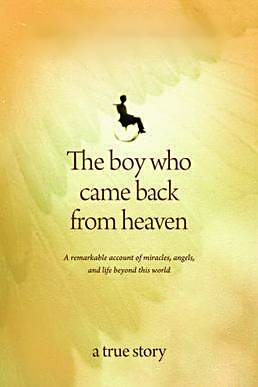 The boy who
came back
from heaven
A remarkable account of miracles, angels,
and life beyond this world
a true story